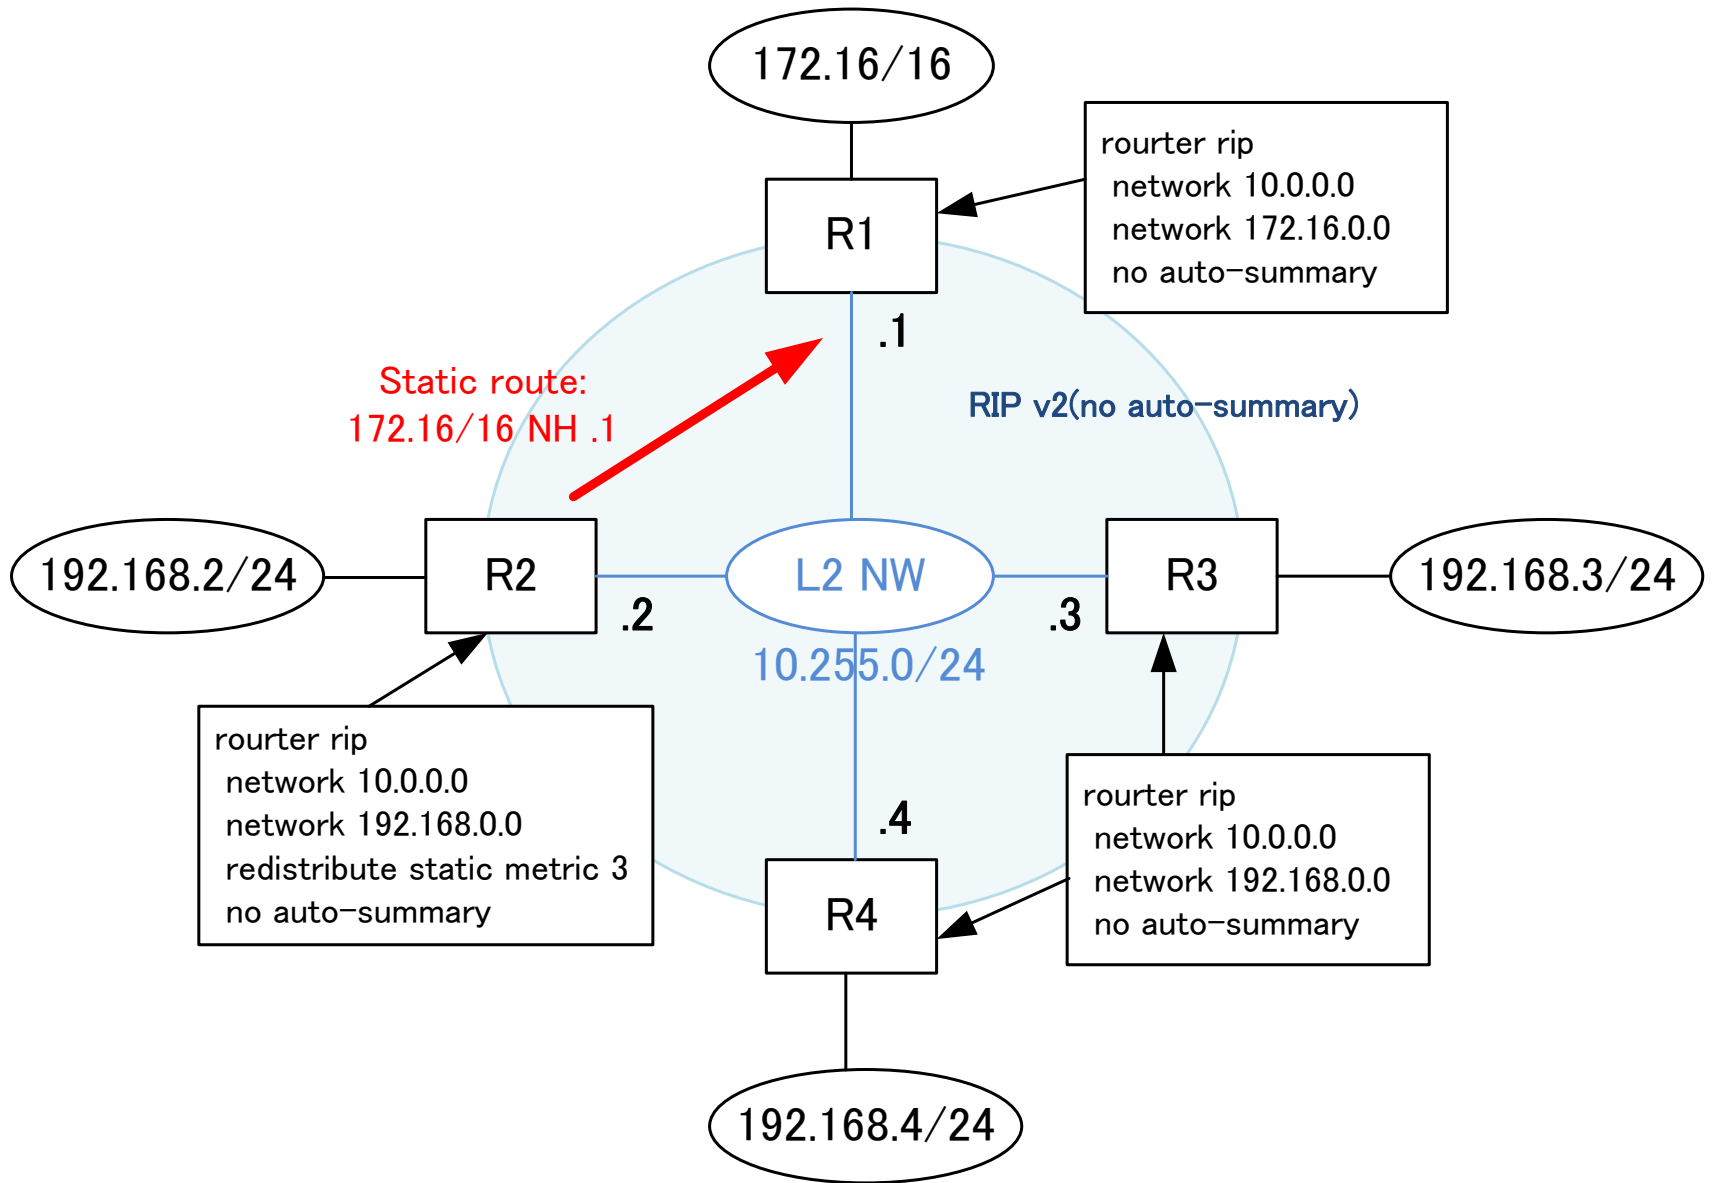 172.16/16
rourter rip
network 10.0.0.0
network 172.16.0.0
no auto-summary
R1
.1
Static route:
172.16/16 NH .1
RIP v2(no auto-summary)
192.168.2/24
R2
.2
L2 NW
10.255.0/24
.3
R3
192.168.3/24
rourter rip
network 10.0.0.0
network 192.168.0.0
redistribute static metric 3
no auto-summary
rourter rip
network 10.0.0.0
network 192.168.0.0
no auto-summary
.4
R4
192.168.4/24